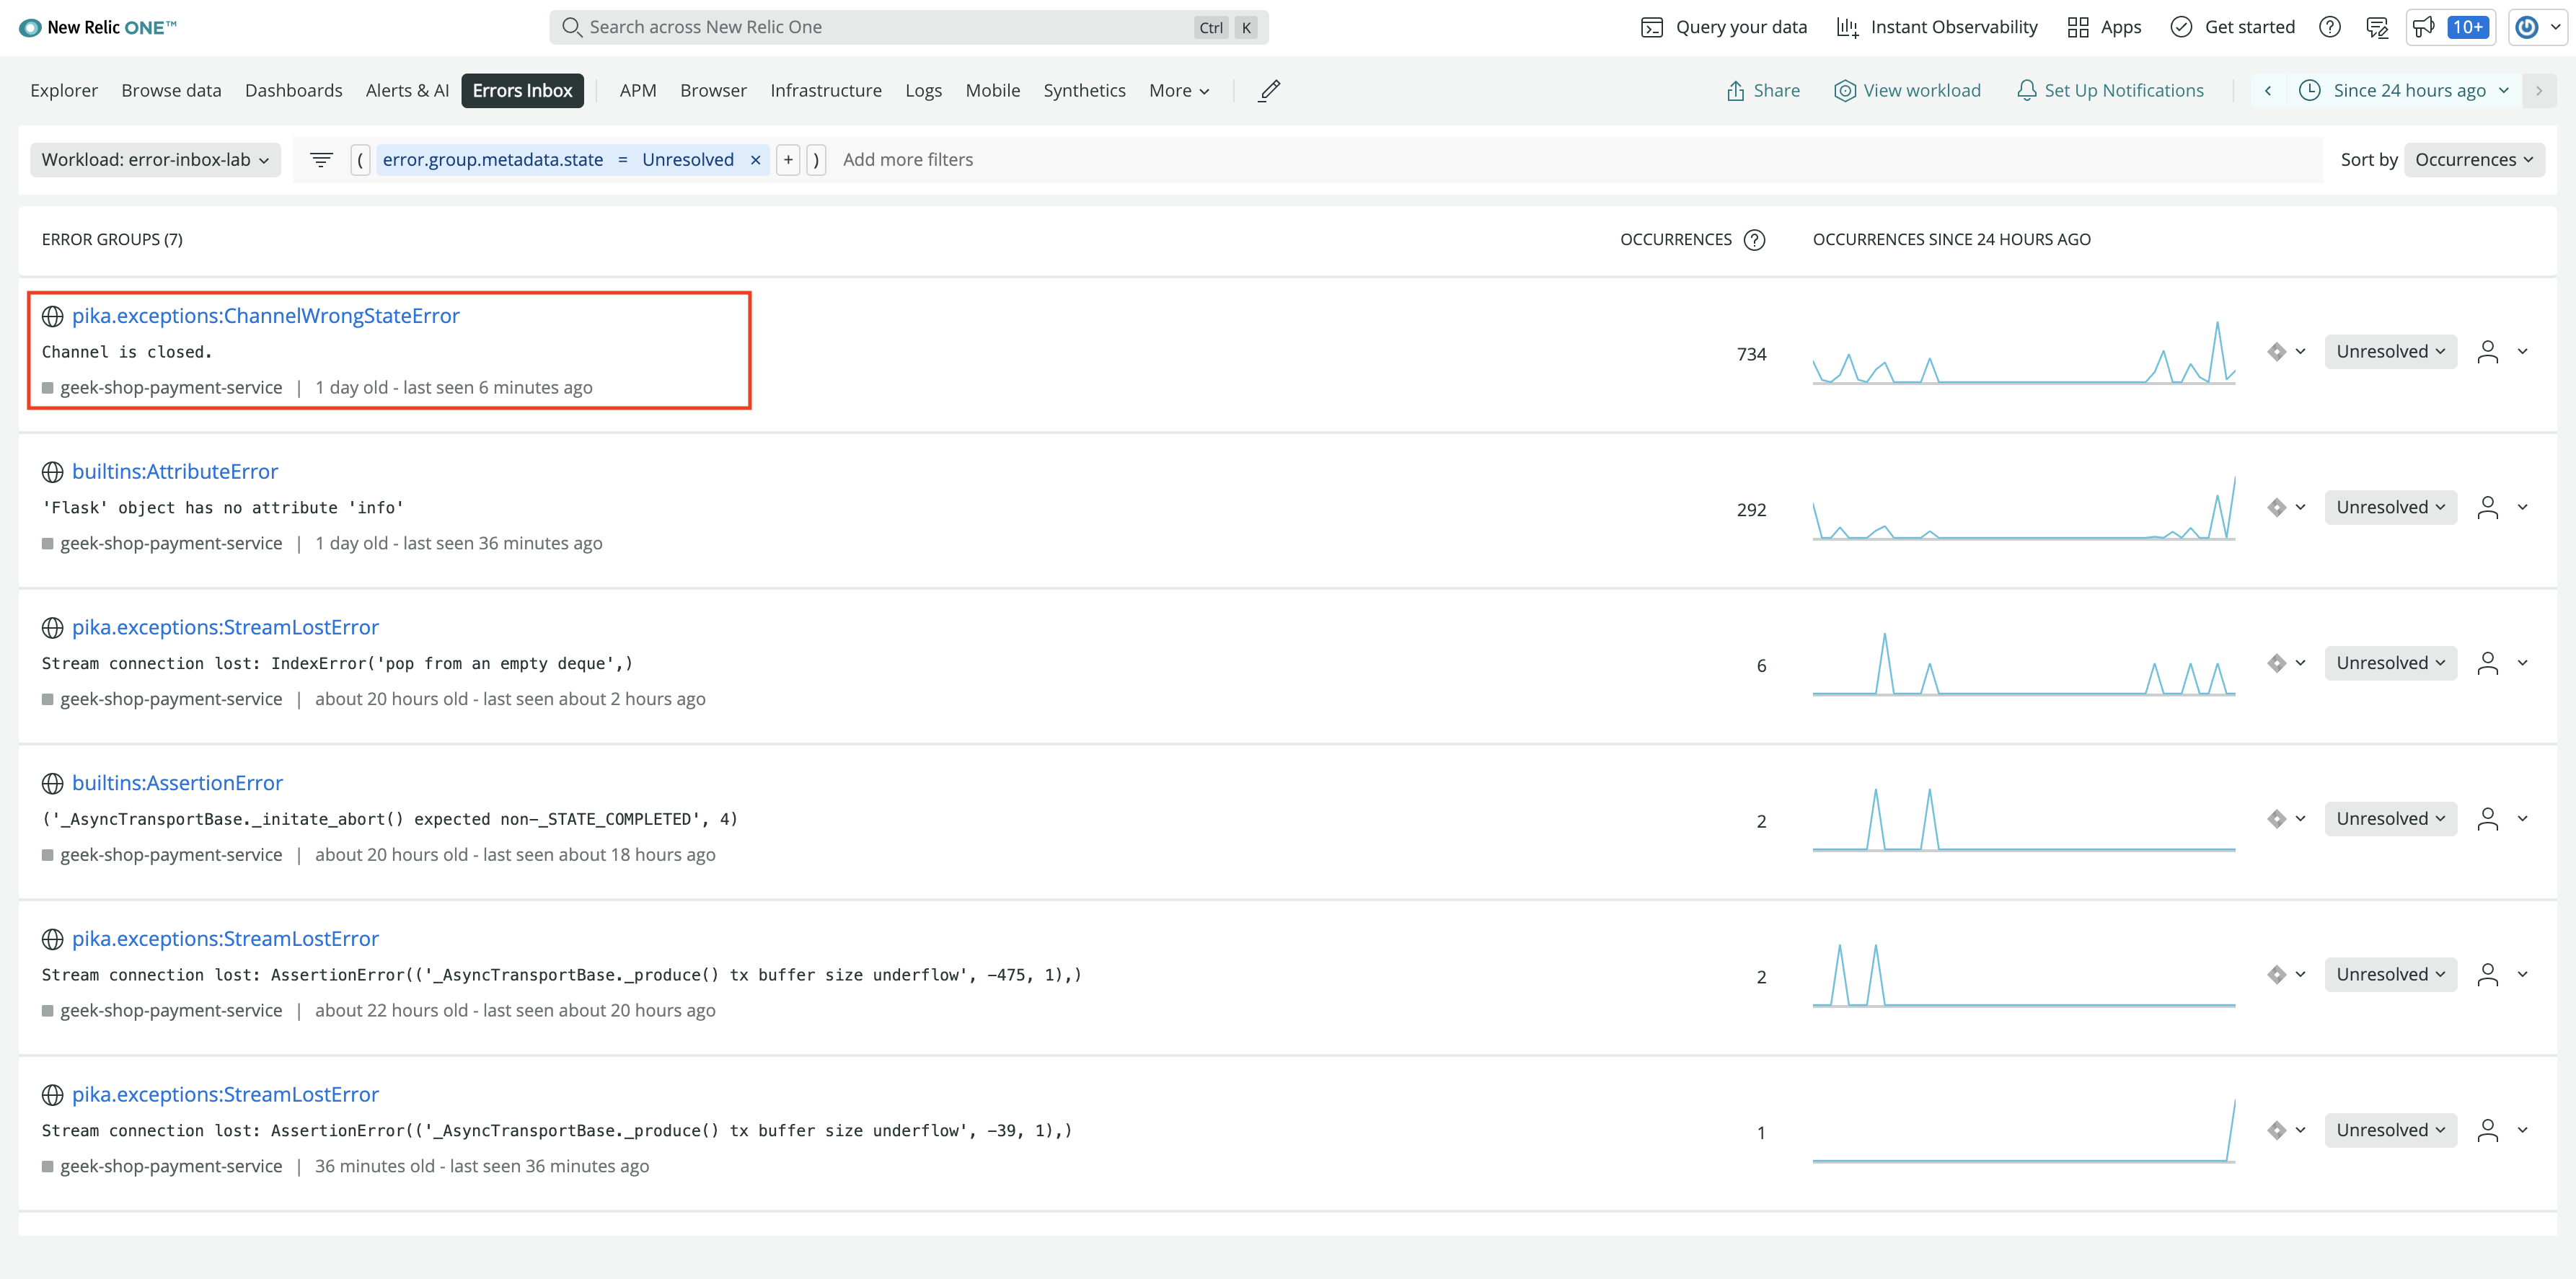 New Relic ONE™
Search across New Relic One Ctrl K
Query your data Instant Observability Apps Get started 10+
Explorer Browse data Dashboards Alerts & AI Errors Inbox APM Browser Infrastructure Logs Mobile Synthetics More Share View workload Set Up Notifications Since 24 hours ago
Workload: error-inbox-lab ( error.group.metadata.state = Unresolved × + ) Add more filters Sort by Occurrences
ERROR GROUPS (7) OCCURRENCES ? OCCURRENCES SINCE 24 HOURS AGO
pika.exceptions:ChannelWrongStateError
Channel is closed. 734 Unresolved
geek-shop-payment-service | 1 day old - last seen 6 minutes ago
builtins:AttributeError
'Flask' object has no attribute 'info' 292 Unresolved
geek-shop-payment-service | 1 day old - last seen 36 minutes ago
pika.exceptions:StreamLostError
Stream connection lost: IndexError('pop from an empty deque',) 6 Unresolved
geek-shop-payment-service | about 20 hours old - last seen about 2 hours ago
builtins:AssertionError
('_AsyncTransportBase._initate_abort() expected non-_STATE_COMPLETED', 4) 2 Unresolved
geek-shop-payment-service | about 20 hours old - last seen about 18 hours ago
pika.exceptions:StreamLostError
Stream connection lost: AssertionError(('_AsyncTransportBase._produce() tx buffer size underflow', -475, 1),) 2 Unresolved
geek-shop-payment-service | about 22 hours old - last seen about 20 hours ago
pika.exceptions:StreamLostError
Stream connection lost: AssertionError(('_AsyncTransportBase._produce() tx buffer size underflow', -39, 1),) 1 Unresolved
geek-shop-payment-service | 36 minutes old - last seen 36 minutes ago